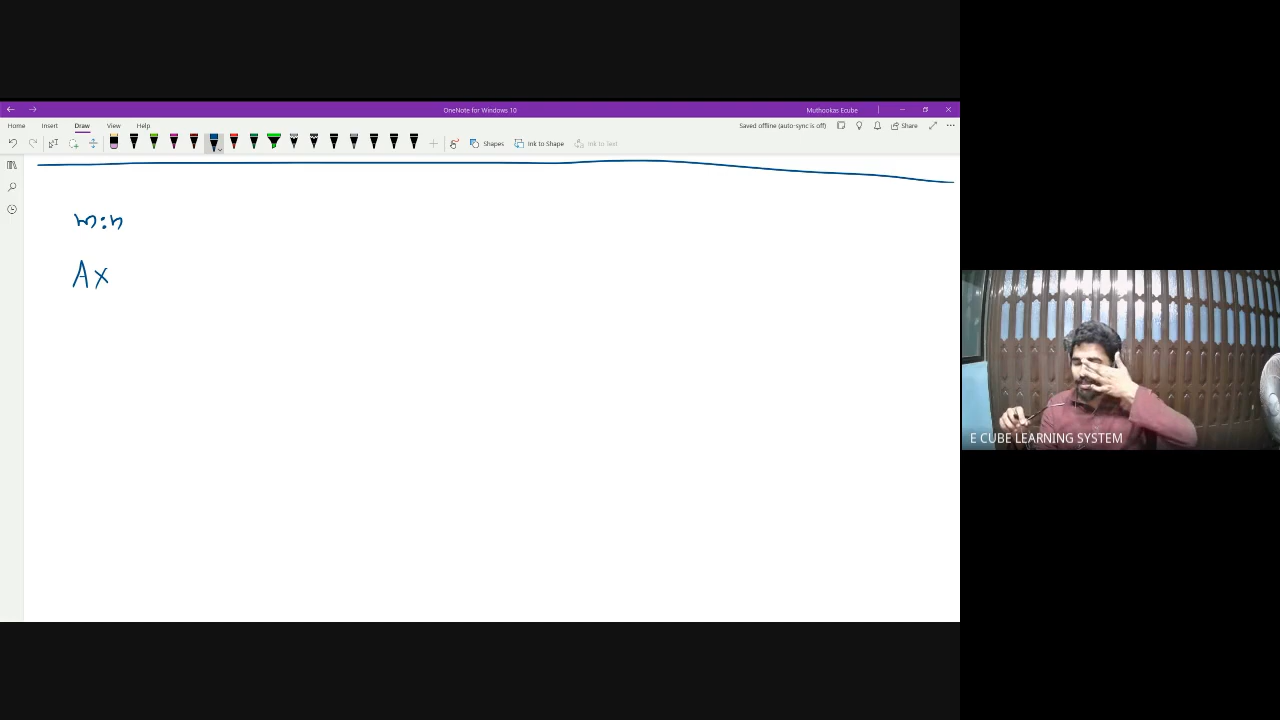 OneNote for Windows 10
Muthookas Ecube
Home Insert Draw View Help
Saved offline (auto-sync is off)
Share
Shapes Ink to Shape Ink to Text
m:n
Ax
E CUBE LEARNING SYSTEM